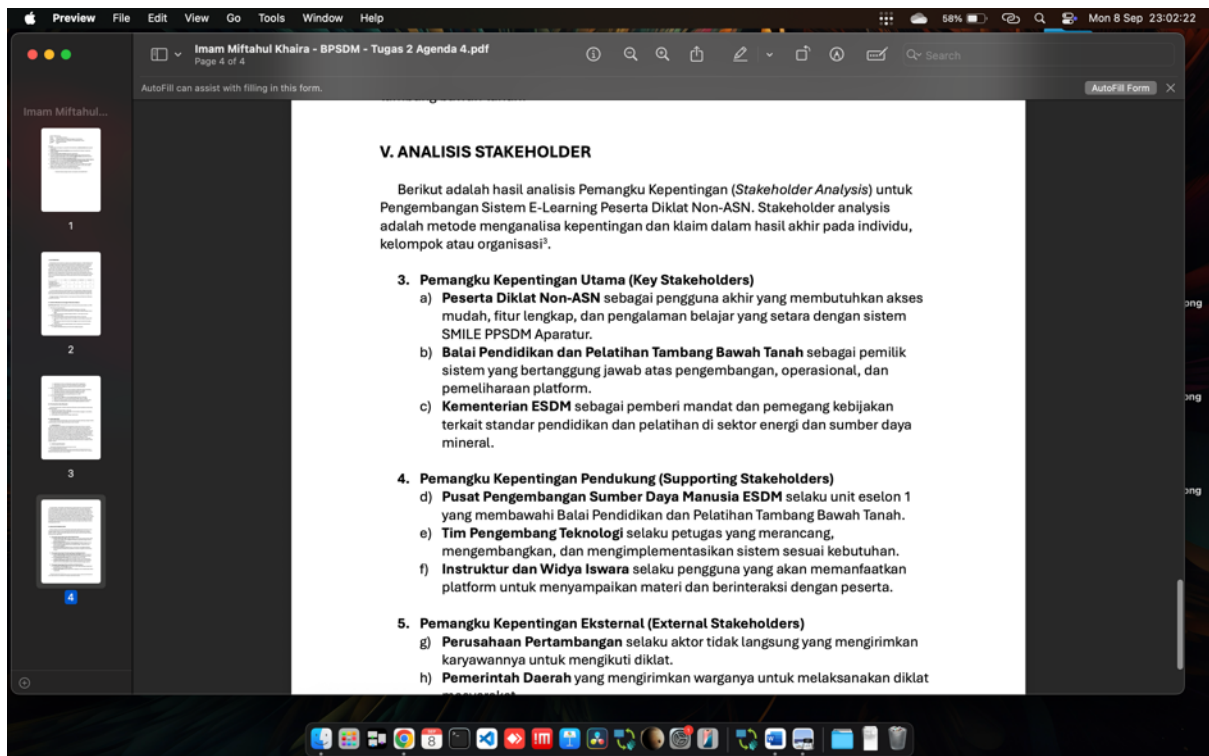 Preview File Edit View Go Tools Window Help 58% Mon 8 Sep 23:02:22
Imam Miftahul Khaira - BPSDM - Tugas 2 Agenda 4.pdf
Page 4 of 4
Search
AutoFill can assist with filling in this form.
AutoFill Form
Imam Miftahul...
1
2
3
4
V. ANALISIS STAKEHOLDER
Berikut adalah hasil analisis Pemangku Kepentingan (Stakeholder Analysis) untuk
Pengembangan Sistem E-Learning Peserta Diklat Non-ASN. Stakeholder analysis
adalah metode menganalisa kepentingan dan klaim dalam hasil akhir pada individu,
kelompok atau organisasi³.
3. Pemangku Kepentingan Utama (Key Stakeholders)
a) Peserta Diklat Non-ASN sebagai pengguna akhir yang membutuhkan akses
mudah, fitur lengkap, dan pengalaman belajar yang setara dengan sistem
SMILE PPSDM Aparatur.
b) Balai Pendidikan dan Pelatihan Tambang Bawah Tanah sebagai pemilik
sistem yang bertanggung jawab atas pengembangan, operasional, dan
pemeliharaan platform.
c) Kementerian ESDM sebagai pemberi mandat dan pemegang kebijakan
terkait standar pendidikan dan pelatihan di sektor energi dan sumber daya
mineral.
4. Pemangku Kepentingan Pendukung (Supporting Stakeholders)
d) Pusat Pengembangan Sumber Daya Manusia ESDM selaku unit eselon 1
yang membawahi Balai Pendidikan dan Pelatihan Tambang Bawah Tanah.
e) Tim Pengembang Teknologi selaku petugas yang merancang,
mengembangkan, dan mengimplementasikan sistem sesuai kebutuhan.
f) Instruktur dan Widya Iswara selaku pengguna yang akan memanfaatkan
platform untuk menyampaikan materi dan berinteraksi dengan peserta.
5. Pemangku Kepentingan Eksternal (External Stakeholders)
g) Perusahaan Pertambangan selaku aktor tidak langsung yang mengirimkan
karyawannya untuk mengikuti diklat.
h) Pemerintah Daerah yang mengirimkan warganya untuk melaksanakan diklat
ong
ong
ong
8